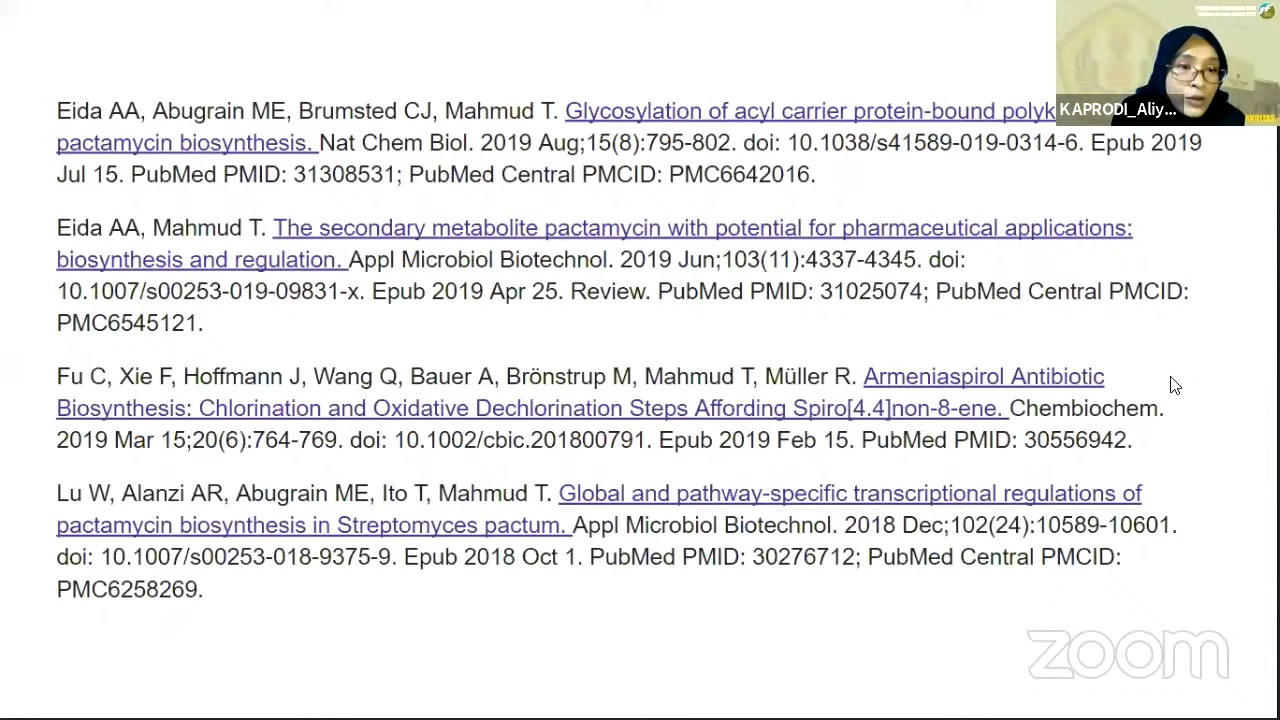 Eida AA, Abugrain ME, Brumsted CJ, Mahmud T. Glycosylation of acyl carrier protein-bound
pactamycin biosynthesis. Nat Chem Biol. 2019 Aug;15(8):795-802. doi: 10.1038/s41589-019-0314-6. Epub 2019
Jul 15. PubMed PMID: 31308531; PubMed Central PMCID: PMC6642016.
Eida AA, Mahmud T. The secondary metabolite pactamycin with potential for pharmaceutical applications:
biosynthesis and regulation. Appl Microbiol Biotechnol. 2019 Jun;103(11):4337-4345. doi:
10.1007/s00253-019-09831-x. Epub 2019 Apr 25. Review. PubMed PMID: 31025074; PubMed Central PMCID:
PMC6545121.
Fu C, Xie F, Hoffmann J, Wang Q, Bauer A, Brönstrup M, Mahmud T, Müller R. Armeniaspirol Antibiotic
Biosynthesis: Chlorination and Oxidative Dechlorination Steps Affording Spiro[4.4]non-8-ene. Chembiochem.
2019 Mar 15;20(6):764-769. doi: 10.1002/cbic.201800791. Epub 2019 Feb 15. PubMed PMID: 30556942.
Lu W, Alanzi AR, Abugrain ME, Ito T, Mahmud T. Global and pathway-specific transcriptional regulations of
pactamycin biosynthesis in Streptomyces pactum. Appl Microbiol Biotechnol. 2018 Dec;102(24):10589-10601.
doi: 10.1007/s00253-018-9375-9. Epub 2018 Oct 1. PubMed PMID: 30276712; PubMed Central PMCID:
PMC6258269.
KAPRODI_Aliy...
zoom